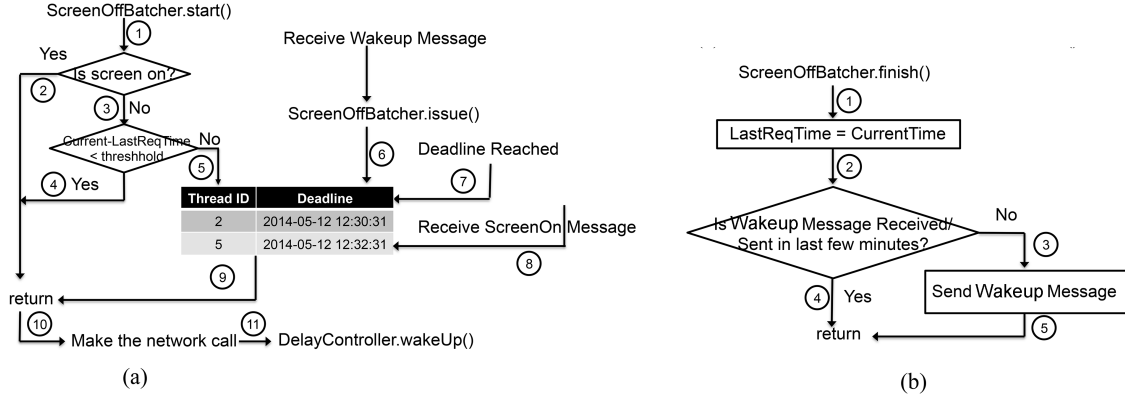 ScreenOffBatcher.start()
1
Yes
Is screen on?
2
3
No
Current-LastReqTime
< threshhold
No
4
Yes
5
Receive Wakeup Message
ScreenOffBatcher.issue()
6
Deadline Reached
7
Thread ID
Deadline
2
2014-05-12 12:30:31
5
2014-05-12 12:32:31
Receive ScreenOn Message
8
9
return
10
Make the network call
11
DelayController.wakeUp()
(a)
ScreenOffBatcher.finish()
1
LastReqTime = CurrentTime
2
Is Wakeup Message Received/
Sent in last few minutes?
No
3
4
Yes
Send Wakeup Message
5
return
(b)